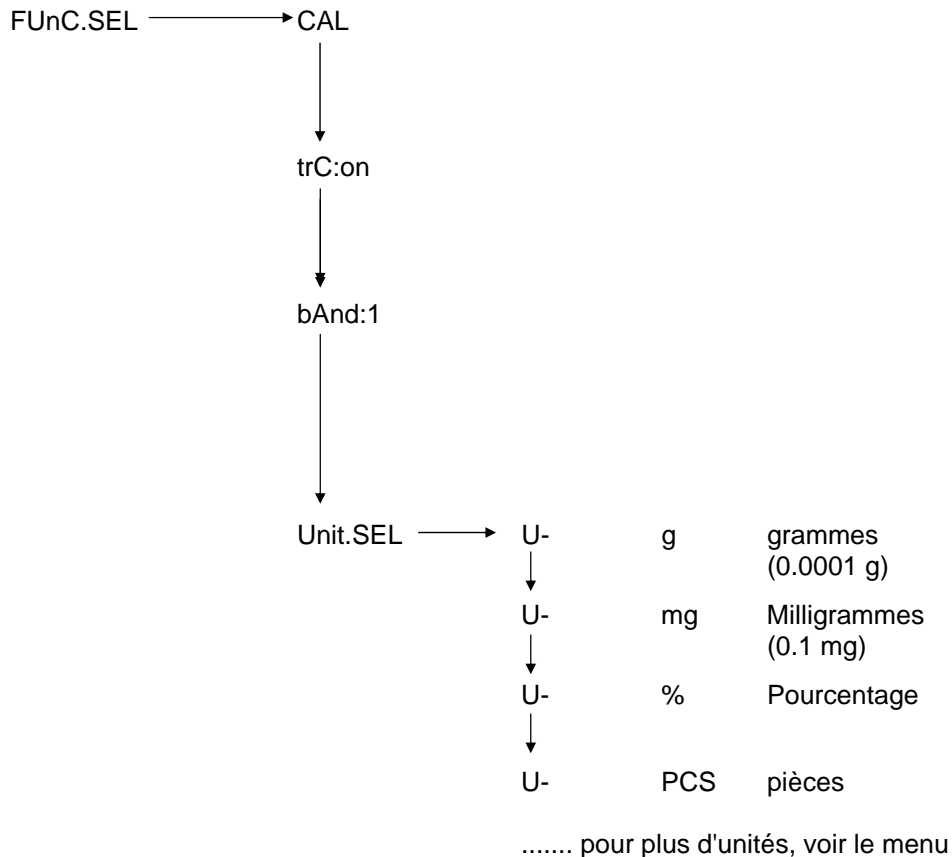 FUnC.SEL CAL
trC:on
bAnd:1
Unit.SEL U- g grammes
(0.0001 g)
U- mg Milligrammes
(0.1 mg)
U- % Pourcentage
U- PCS pièces
....... pour plus d'unités, voir le menu